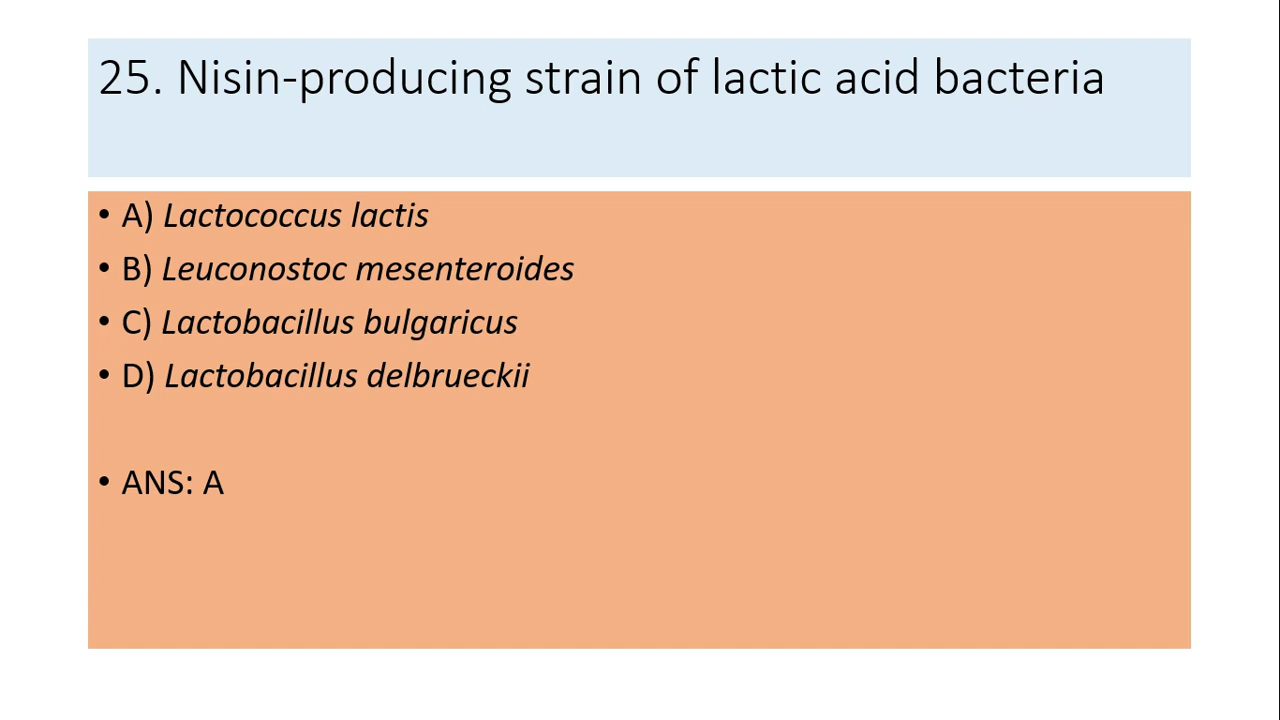 25. Nisin-producing strain of lactic acid bacteria
• A) Lactococcus lactis
• B) Leuconostoc mesenteroides
• C) Lactobacillus bulgaricus
• D) Lactobacillus delbrueckii
• ANS: A